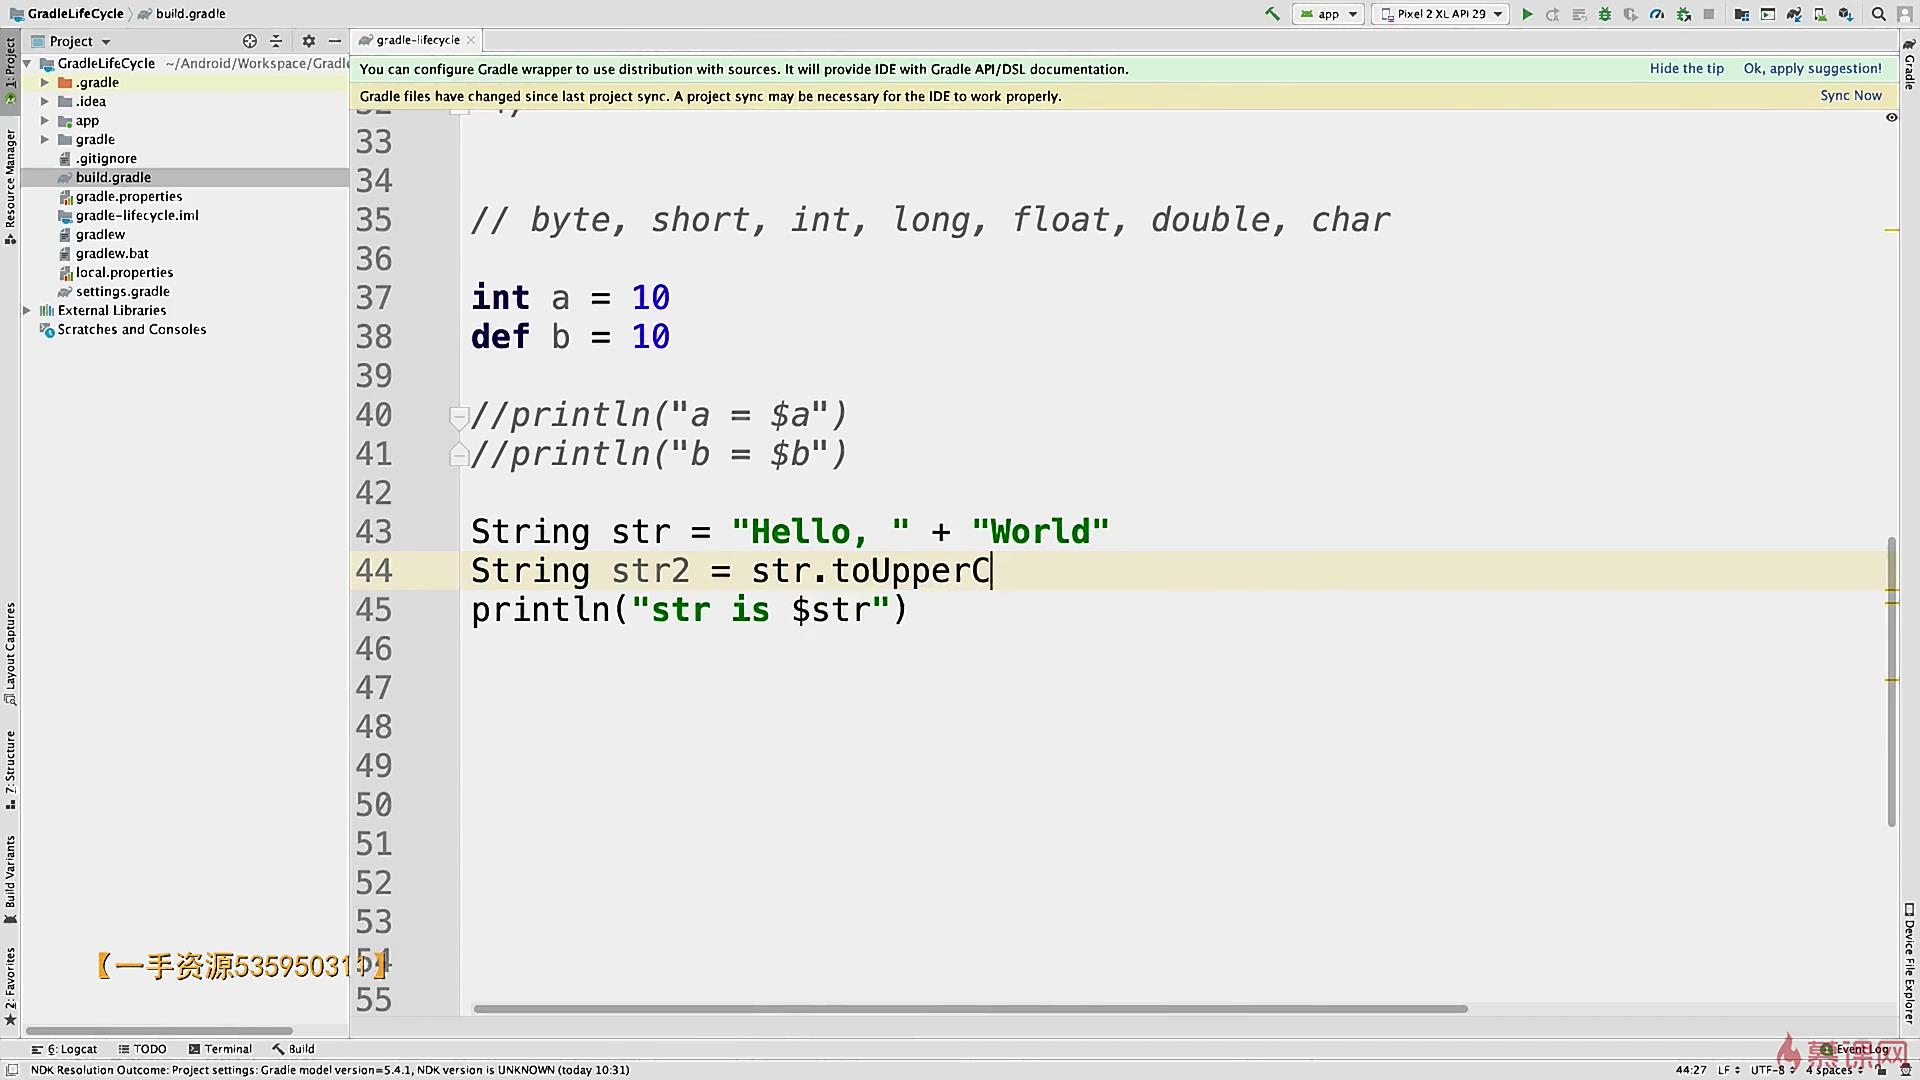 GradleLifeCycle
build.gradle
app
Pixel 2 XL API 29
Project
gradle-lifecycle
1: Project
Gradle
GradleLifeCycle ~/Android/Workspace/Gradle
You can configure Gradle wrapper to use distribution with sources. It will provide IDE with Gradle API/DSL documentation.
Hide the tip
Ok, apply suggestion!
.gradle
Gradle files have changed since last project sync. A project sync may be necessary for the IDE to work properly.
Sync Now
.idea
app
gradle
.gitignore
build.gradle
gradle.properties
gradle-lifecycle.iml
gradlew
gradlew.bat
local.properties
settings.gradle
External Libraries
Scratches and Consoles
Resource Manager
Layout Captures
7: Structure
Build Variants
2: Favorites
32 */
33
34
35 // byte, short, int, long, float, double, char
36
37 int a = 10
38 def b = 10
39
40 //println("a = $a")
41 //println("b = $b")
42
43 String str = "Hello, " + "World"
44 String str2 = str.toUpperC
45 println("str is $str")
46
47
48
49
50
51
52
53
54
55
【一手资源535950311】
Device File Explorer
6: Logcat
TODO
Terminal
Build
Event Log
慕课网
NDK Resolution Outcome: Project settings: Gradle model version=5.4.1, NDK version is UNKNOWN (today 10:31)
44:27 LF UTF-8 4 spaces